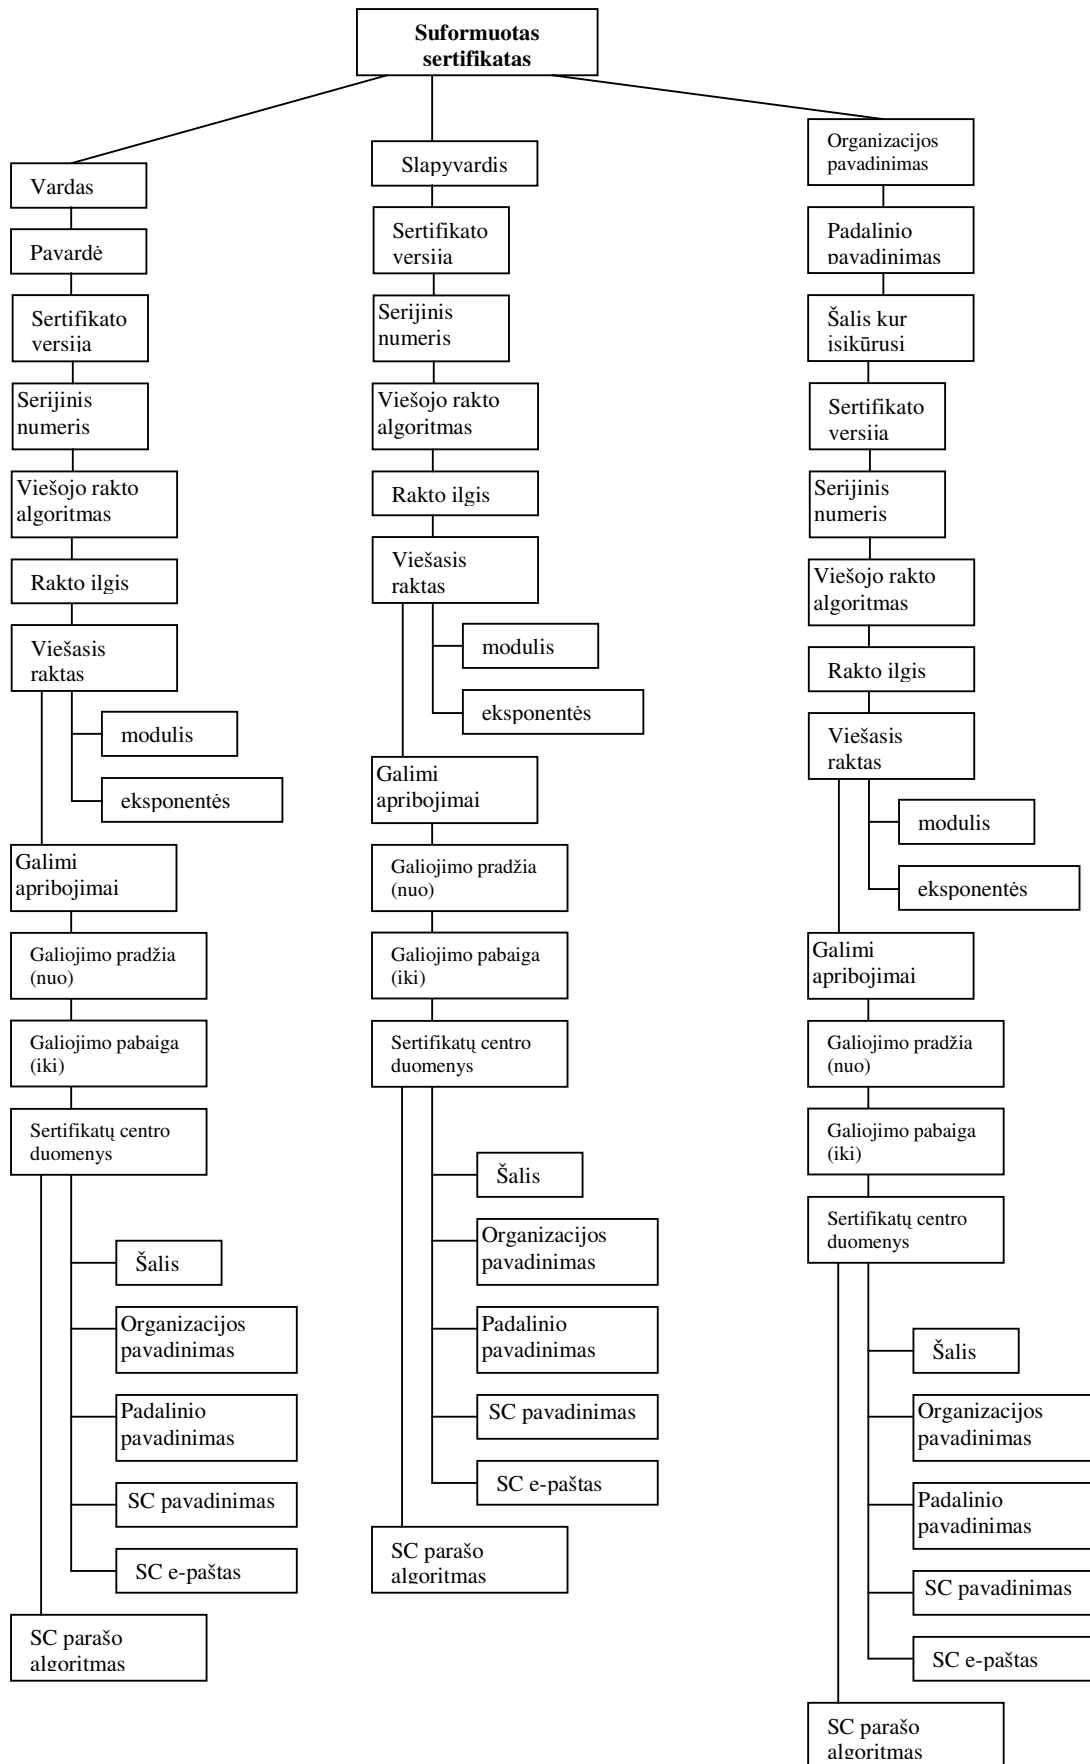 Suformuotas
sertifikatas
Vardas
Pavardė
Sertifikato
versija
Serijinis
numeris
Viešojo rakto
algoritmas
Rakto ilgis
Viešasis
raktas
modulis
eksponentės
Galimi
apribojimai
Galiojimo pradžia
(nuo)
Galiojimo pabaiga
(iki)
Sertifikatų centro
duomenys
Šalis
Organizacijos
pavadinimas
Padalinio
pavadinimas
SC pavadinimas
SC e-paštas
SC parašo
algoritmas
Slapyvardis
Sertifikato
versija
Serijinis
numeris
Viešojo rakto
algoritmas
Rakto ilgis
Viešasis
raktas
modulis
eksponentės
Galimi
apribojimai
Galiojimo pradžia
(nuo)
Galiojimo pabaiga
(iki)
Sertifikatų centro
duomenys
Šalis
Organizacijos
pavadinimas
Padalinio
pavadinimas
SC pavadinimas
SC e-paštas
SC parašo
algoritmas
Organizacijos
pavadinimas
Padalinio
pavadinimas
Šalis kur
isikūrusi
Sertifikato
versija
Serijinis
numeris
Viešojo rakto
algoritmas
Rakto ilgis
Viešasis
raktas
modulis
eksponentės
Galimi
apribojimai
Galiojimo pradžia
(nuo)
Galiojimo pabaiga
(iki)
Sertifikatų centro
duomenys
Šalis
Organizacijos
pavadinimas
Padalinio
pavadinimas
SC pavadinimas
SC e-paštas
SC parašo
algoritmas